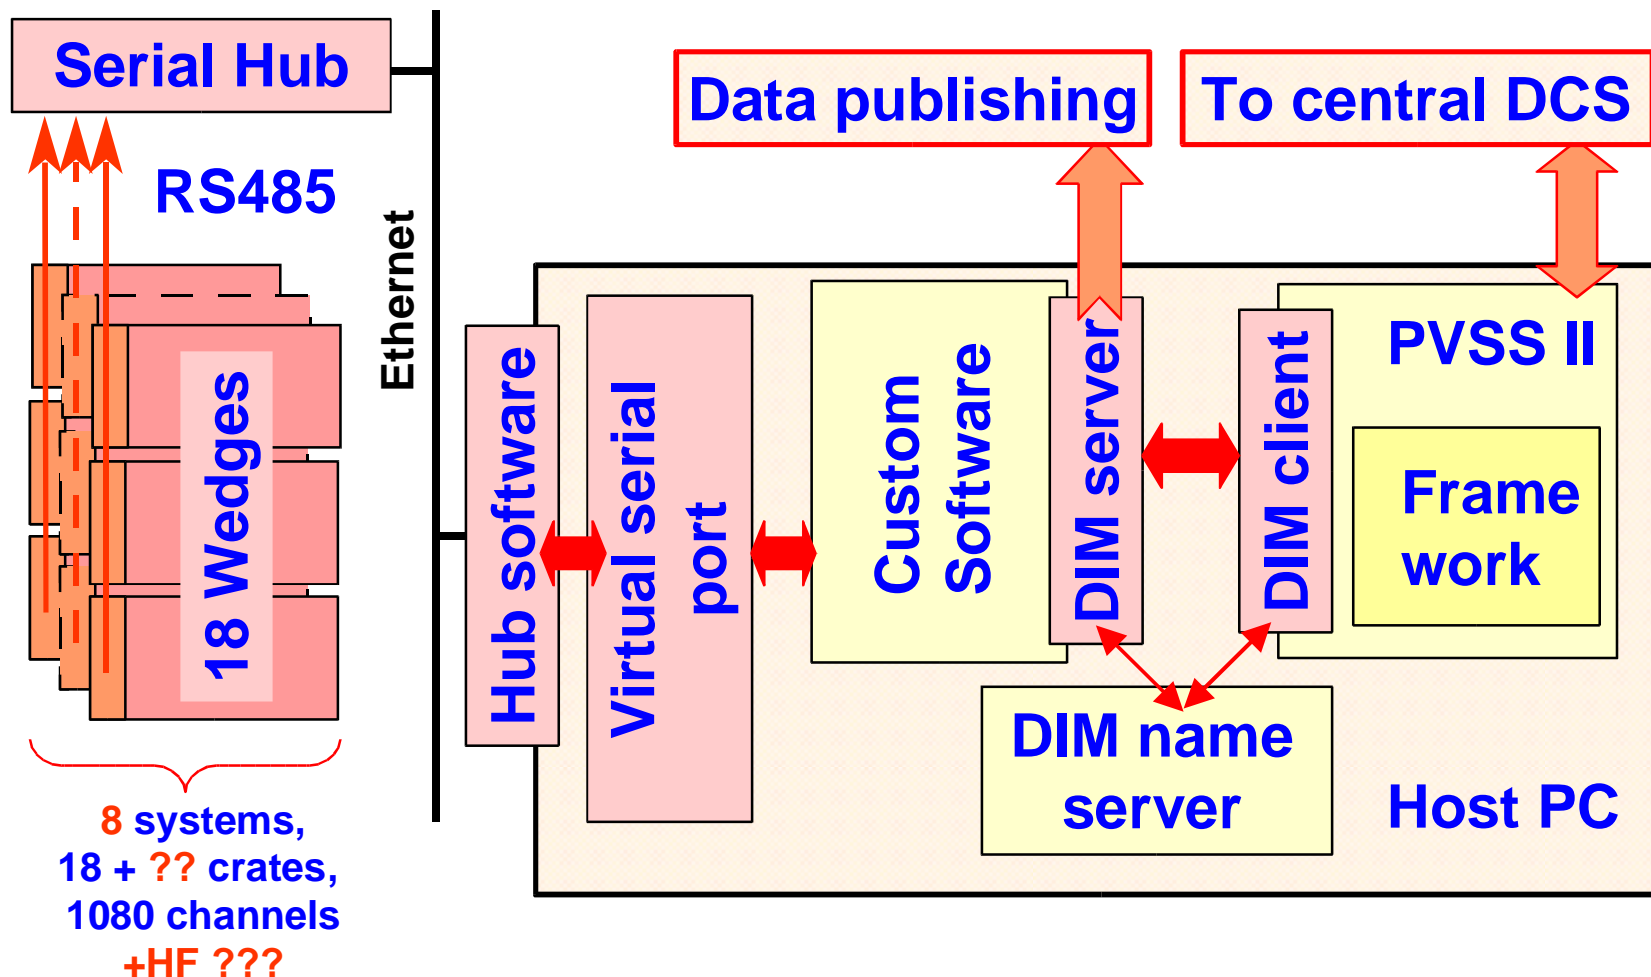 Serial Hub
RS485
Ethernet
18 Wedges
8 systems,
18 + ?? crates,
1080 channels
+HF ???
Data publishing
To central DCS
Hub software
Virtual serial
port
Custom
Software
DIM server
DIM client
PVSS II
Frame
work
DIM name
server
Host PC